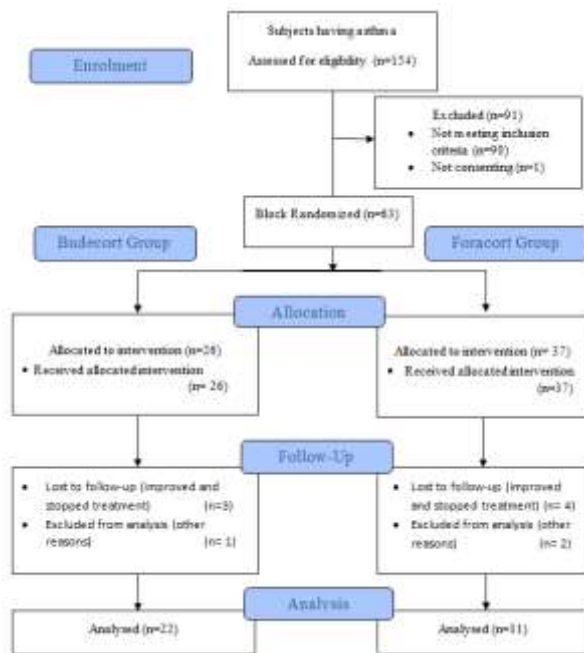 Subjects having asthma
Assessed for eligibility (n=154)
Enrolment
Excluded (n=91)
• Not meeting inclusion
criteria (n=90)
• Not consenting (n=1)
Block Randomized (n=63)
Budecort Group
Foracort Group
Allocation
Allocated to intervention (n=26)
• Received allocated intervention
(n= 26)
Allocated to intervention (n= 37)
• Received allocated intervention
(n=37)
Follow-Up
• Lost to follow-up (improved and
stopped treatment) (n=3)
• Excluded from analysis (other
reasons) (n= 1)
• Lost to follow-up (improved
and stopped treatment) (n= 4)
• Excluded from analysis (other
reasons) (n= 2)
Analysis
Analysed (n=22)
Analysed (n=31)